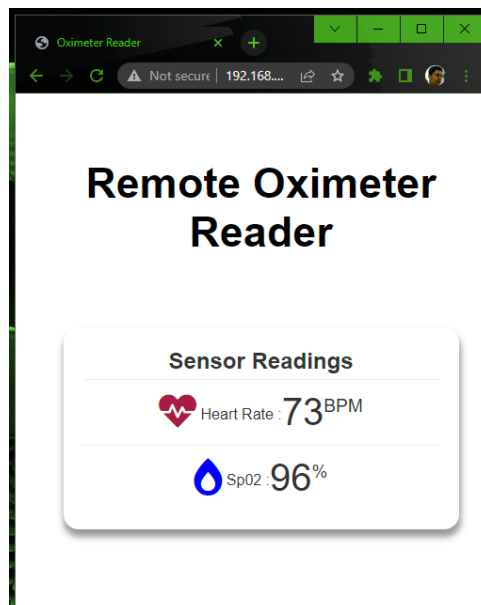 Oximeter Reader
Not secure 192.168....
Remote Oximeter
Reader
Sensor Readings
Heart Rate :73BPM
Sp02 :96%